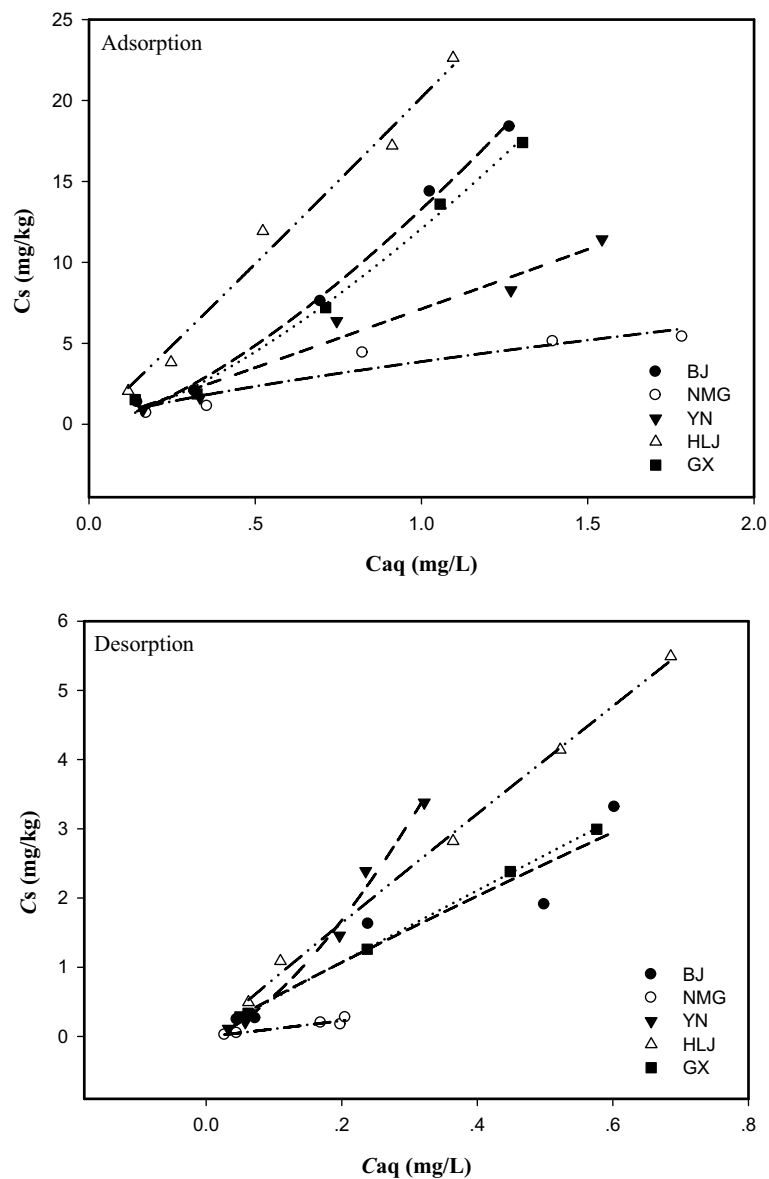 Adsorption
25
20
15
10
5
0
Cs (mg/kg)
BJ
NMG
YN
HLJ
GX
0.0 .5 1.0 1.5 2.0
Caq (mg/L)
Desorption
6
5
4
3
2
1
0
Cs (mg/kg)
BJ
NMG
YN
HLJ
GX
0.0 .2 .4 .6 .8
Caq (mg/L)